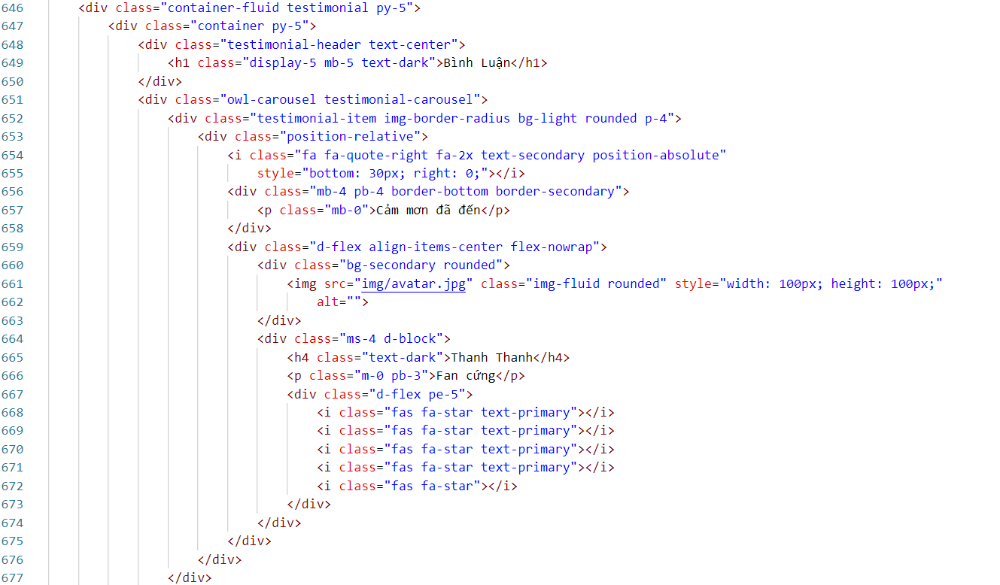 646 <div class="container-fluid testimonial py-5">
647 <div class="container py-5">
648 <div class="testimonial-header text-center">
649 <h1 class="display-5 mb-5 text-dark">Bình Luận</h1>
650 </div>
651 <div class="owl-carousel testimonial-carousel">
652 <div class="testimonial-item img-border-radius bg-light rounded p-4">
653 <div class="position-relative">
654 <i class="fa fa-quote-right fa-2x text-secondary position-absolute"
655 style="bottom: 30px; right: 0;"></i>
656 <div class="mb-4 pb-4 border-bottom border-secondary">
657 <p class="mb-0">Cảm mơn đã đến</p>
658 </div>
659 <div class="d-flex align-items-center flex-nowrap">
660 <div class="bg-secondary rounded">
661 <img src="img/avatar.jpg" class="img-fluid rounded" style="width: 100px; height: 100px;"
662 alt="">
663 </div>
664 <div class="ms-4 d-block">
665 <h4 class="text-dark">Thanh Thanh</h4>
666 <p class="m-0 pb-3">Fan cứng</p>
667 <div class="d-flex pe-5">
668 <i class="fas fa-star text-primary"></i>
669 <i class="fas fa-star text-primary"></i>
670 <i class="fas fa-star text-primary"></i>
671 <i class="fas fa-star text-primary"></i>
672 <i class="fas fa-star"></i>
673 </div>
674 </div>
675 </div>
676 </div>
677 </div>